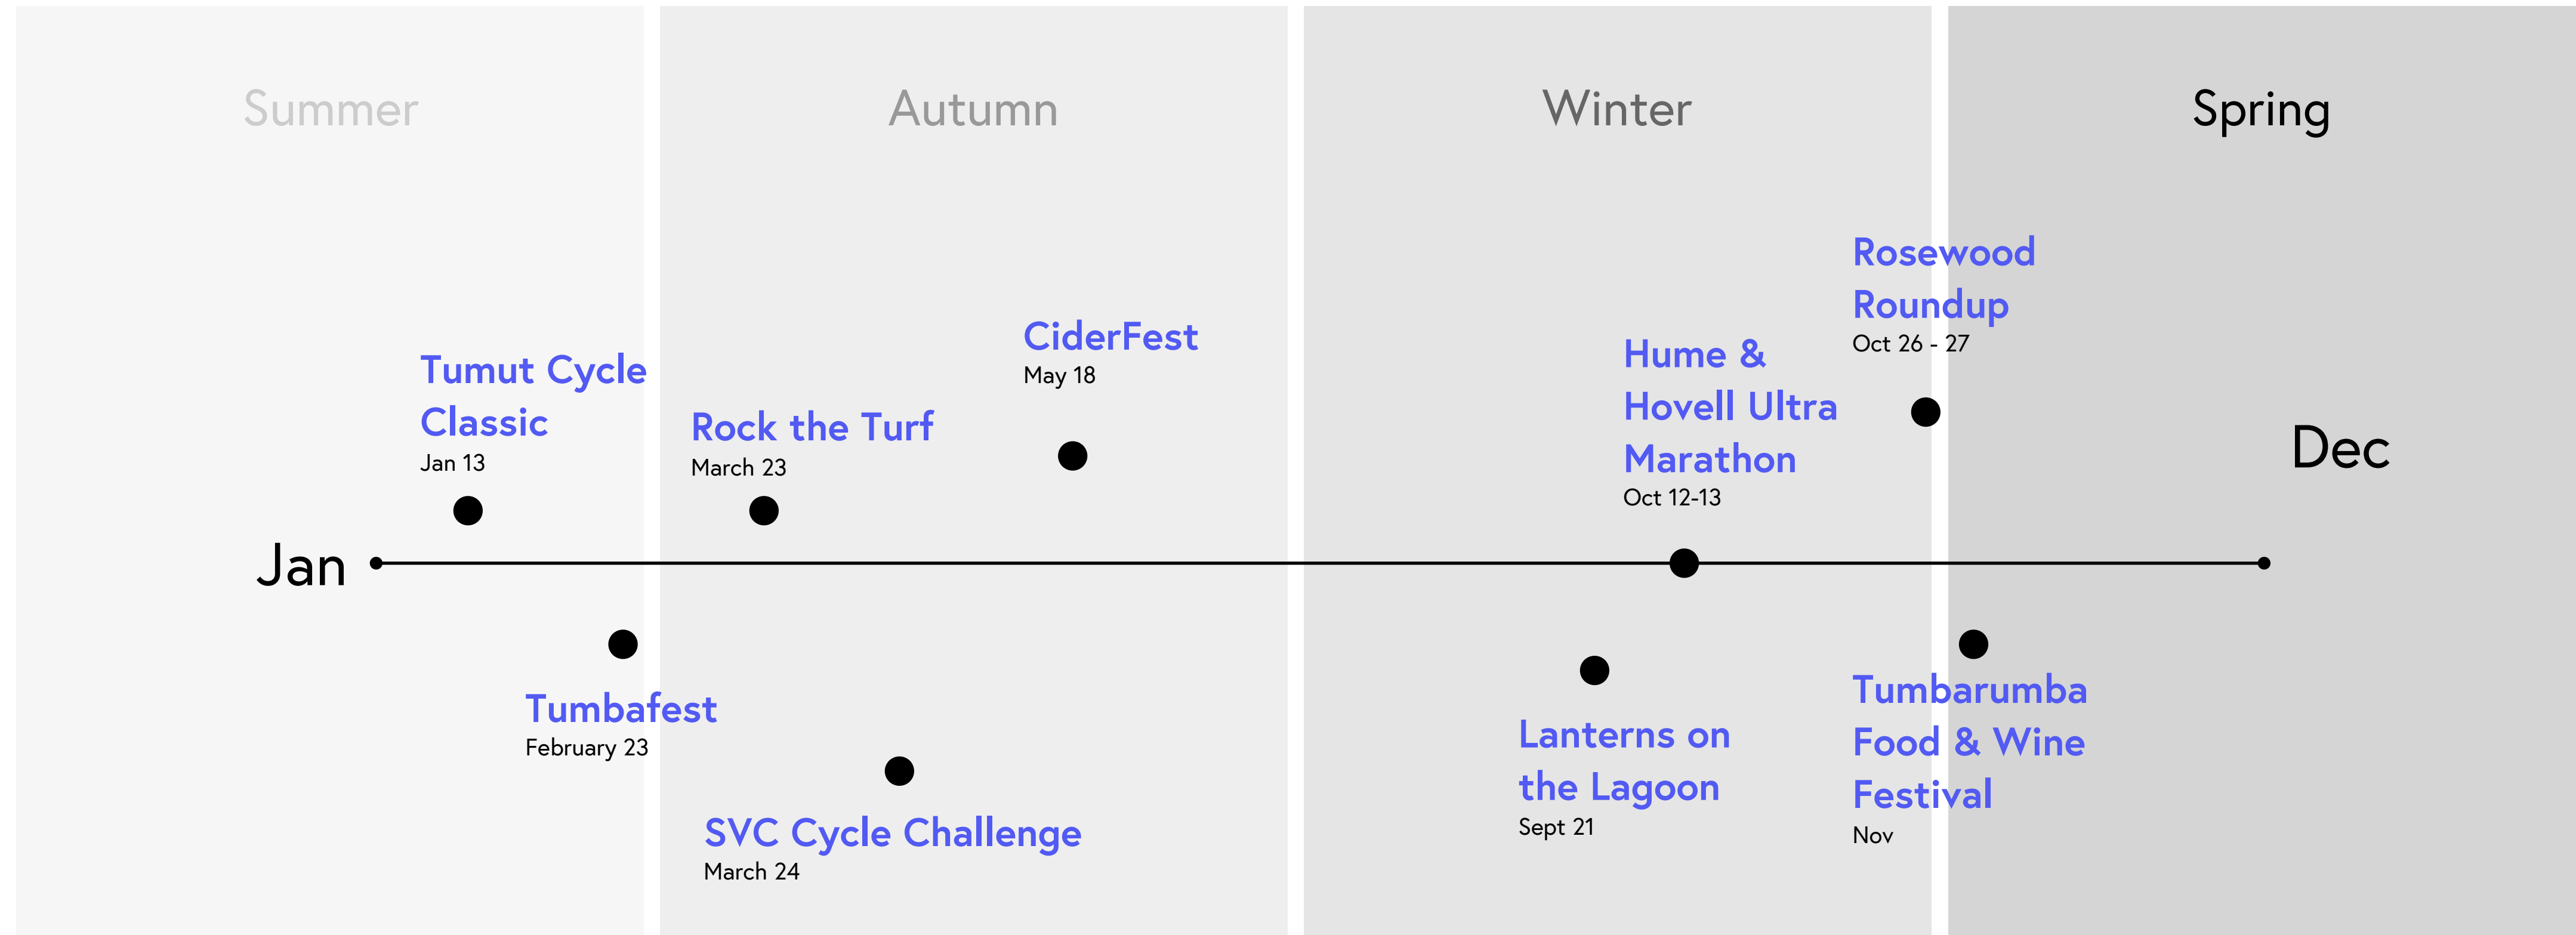 Summer
Autumn
Winter
Spring
Jan
Tumut Cycle
Classic
Jan 13
Tumbafest
February 23
Rock the Turf
March 23
SVC Cycle Challenge
March 24
CiderFest
May 18
Lanterns on
the Lagoon
Sept 21
Hume &
Hovell Ultra
Marathon
Oct 12-13
Rosewood
Roundup
Oct 26 - 27
Tumbarumba
Food & Wine
Festival
Nov
Dec